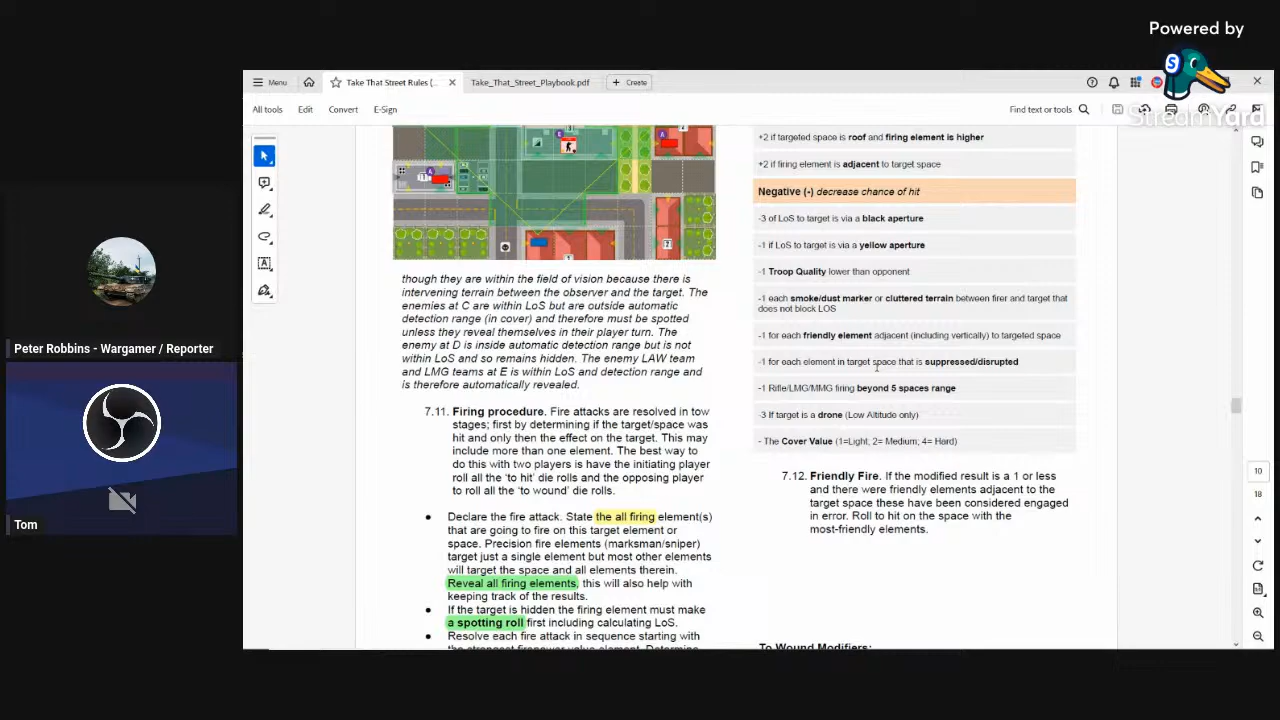 Powered by
S
StreamYard
Menu
Take That Street Rules (...
Take_That_Street_Playbook.pdf
+ Create
All tools
Edit
Convert
E-Sign
Find text or tools
though they are within the field of vision because there is
intervening terrain between the observer and the target. The
enemies at C are within LoS but are outside automatic
detection range (in cover) and therefore must be spotted
unless they reveal themselves in their player turn. The
enemy at D is inside automatic detection range but is not
within LoS and so remains hidden. The enemy LAW team
and LMG teams at E is within LoS and detection range and
is therefore automatically revealed.
7.11. Firing procedure. Fire attacks are resolved in tow
stages; first by determining if the target/space was
hit and only then the effect on the target. This may
include more than one element. The best way to
do this with two players is have the initiating player
roll all the 'to hit' die rolls and the opposing player
to roll all the 'to wound' die rolls.
• Declare the fire attack. State the all firing element(s)
that are going to fire on this target element or
space. Precision fire elements (marksman/sniper)
target just a single element but most other elements
will target the space and all elements therein.
Reveal all firing elements, this will also help with
keeping track of the results.
• If the target is hidden the firing element must make
a spotting roll first including calculating LoS.
• Resolve each fire attack in sequence starting with
the strongest firepower value element. Determine
+2 if targeted space is roof and firing element is higher
+2 if firing element is adjacent to target space
Negative (-) decrease chance of hit
-3 of LoS to target is via a black aperture
-1 if LoS to target is via a yellow aperture
-1 Troop Quality lower than opponent
-1 each smoke/dust marker or cluttered terrain between firer and target that
does not block LOS
-1 for each friendly element adjacent (including vertically) to targeted space
-1 for each element in target space that is suppressed/disrupted
-1 Rifle/LMG/MMG firing beyond 5 spaces range
-3 If target is a drone (Low Altitude only)
- The Cover Value (1=Light; 2= Medium; 4= Hard)
7.12. Friendly Fire. If the modified result is a 1 or less
and there were friendly elements adjacent to the
target space these have been considered engaged
in error. Roll to hit on the space with the
most-friendly elements.
To Wound Modifiers:
10
18
Peter Robbins - Wargamer / Reporter
Tom